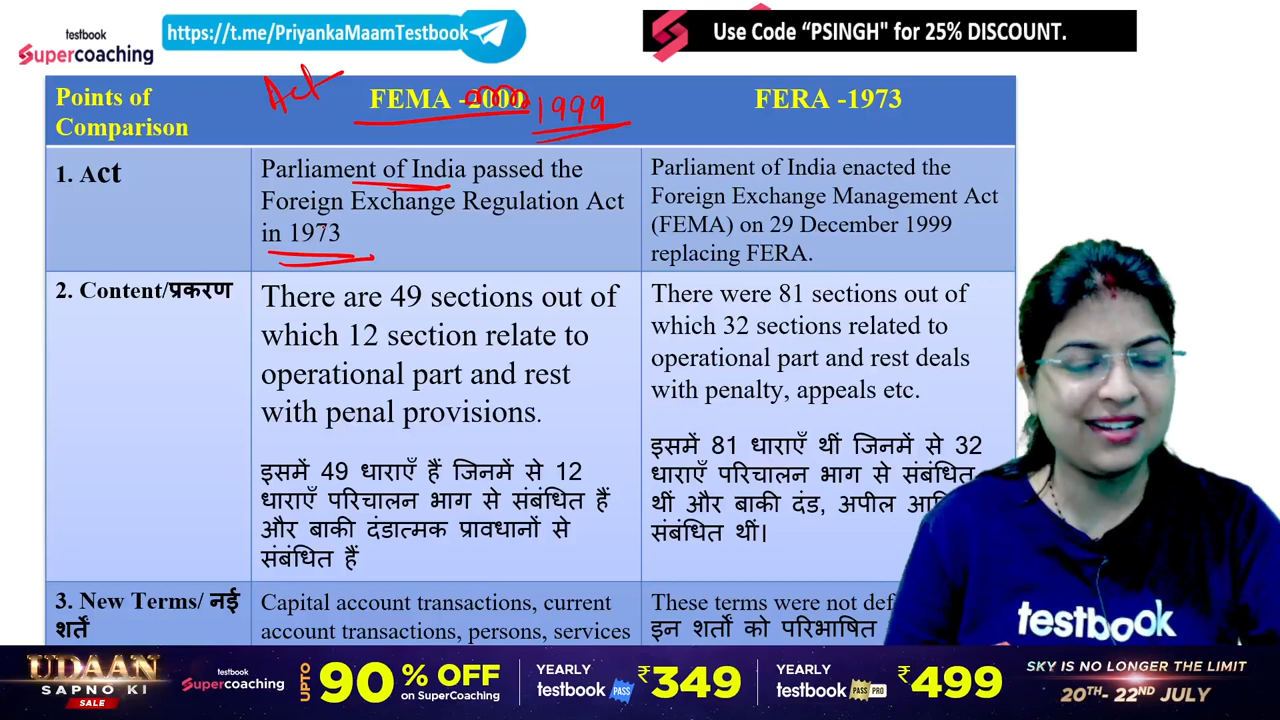 testbook
Supercoaching
https://t.me/PriyankaMaamTestbook
Use Code “PSINGH" for 25% DISCOUNT.
Points of
Comparison
Act
FEMA -2000
1999
FERA -1973
1. Act
Parliament of India passed the
Foreign Exchange Regulation Act
in 1973
Parliament of India enacted the
Foreign Exchange Management Act
(FEMA) on 29 December 1999
replacing FERA.
2. Content/प्रकरण
There are 49 sections out of
which 12 section relate to
operational part and rest
with penal provisions.
इसमें 49 धाराएँ हैं जिनमें से 12
धाराएँ परिचालन भाग से संबंधित हैं
और बाकी दंडात्मक प्रावधानों से
संबंधित हैं
There were 81 sections out of
which 32 sections related to
operational part and rest deals
with penalty, appeals etc.
इसमें 81 धाराएँ थीं जिनमें से 32
धाराएँ परिचालन भाग से संबंधित
थीं और बाकी दंड, अपील
संबंधित थीं।
3. New Terms/ नई
शर्तें
Capital account transactions, current
account transactions, persons, services
These terms were not
इन शर्तों को परिभाषित
testbook
UDAAN
SAPNO KI
SALE
testbook
Supercoaching
UPTO
90 % OFF
on SuperCoaching
YEARLY
testbook PASS
₹349
YEARLY
testbook PASS PRO
₹499
SKY IS NO LONGER THE LIMIT
20TH- 22ND JULY